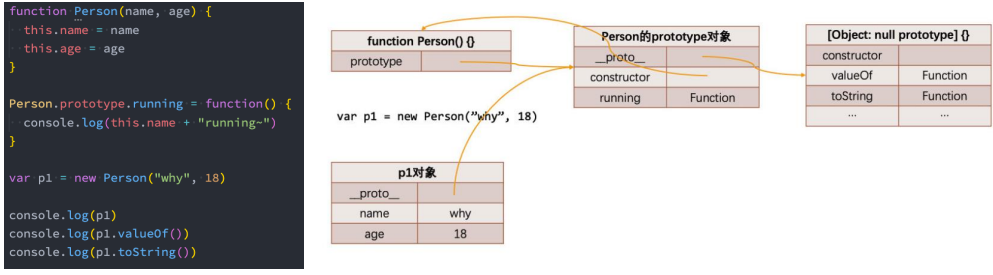 function Person(name, age) {
  this.name = name
  this.age = age
}
Person.prototype.running = function() {
  console.log(this.name + "running~")
}
var p1 = new Person("why", 18)
console.log(p1)
console.log(p1.valueOf())
console.log(p1.toString())
function Person() {}
prototype
Person的prototype对象
__proto__
constructor
running Function
[Object: null prototype] {}
constructor
valueOf Function
toString Function
... ...
var p1 = new Person(”why”, 18)
p1对象
__proto__
name why
age 18